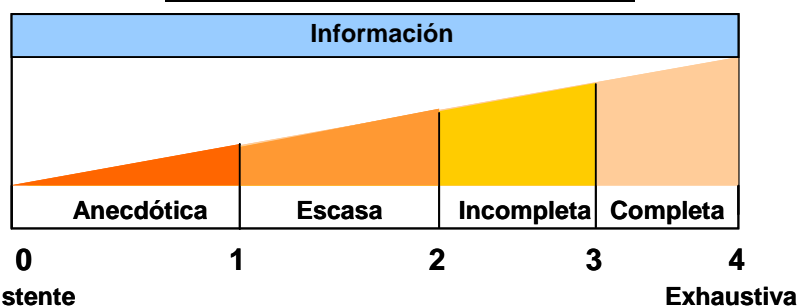 Información
Anecdótica Escasa Incompleta Completa
0 1 2 3 4
stente Exhaustiva